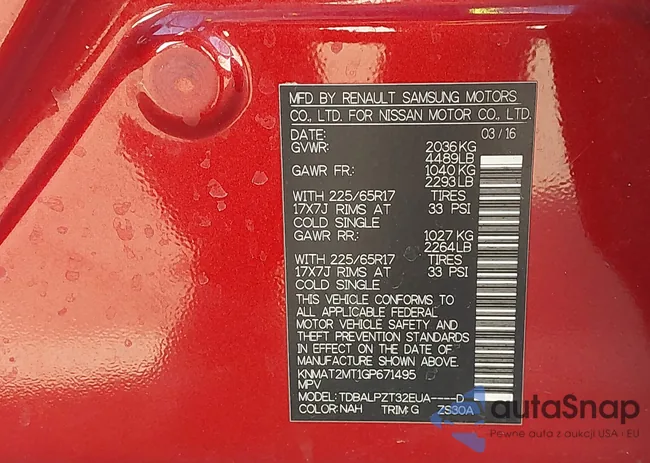 MFD BY RENAULT SAMSUNG MOTORS
CO., LTD. FOR NISSAN MOTOR CO., LTD.
DATE: 03/16
GVWR: 2036 KG
4489LB
GAWR FR: 1040 KG
2293LB
WITH 225/65R17 TIRES
17X7J RIMS AT 33 PSI
COLD SINGLE
GAWR RR: 1027 KG
2264LB
WITH 225/65R17 TIRES
17X7J RIMS AT 33 PSI
COLD SINGLE
THIS VEHICLE CONFORMS TO
ALL APPLICABLE FEDERAL
MOTOR VEHICLE SAFETY AND
THEFT PREVENTION STANDARDS
IN EFFECT ON THE DATE OF
MANUFACTURE SHOWN ABOVE.
KNMAT2MT1GP671495
MPV
MODEL: TDBALPZT32EUA----D
COLOR: NAH TRIM: G ZS30A
autaSnap
Pewne auta z aukcji USA i EU